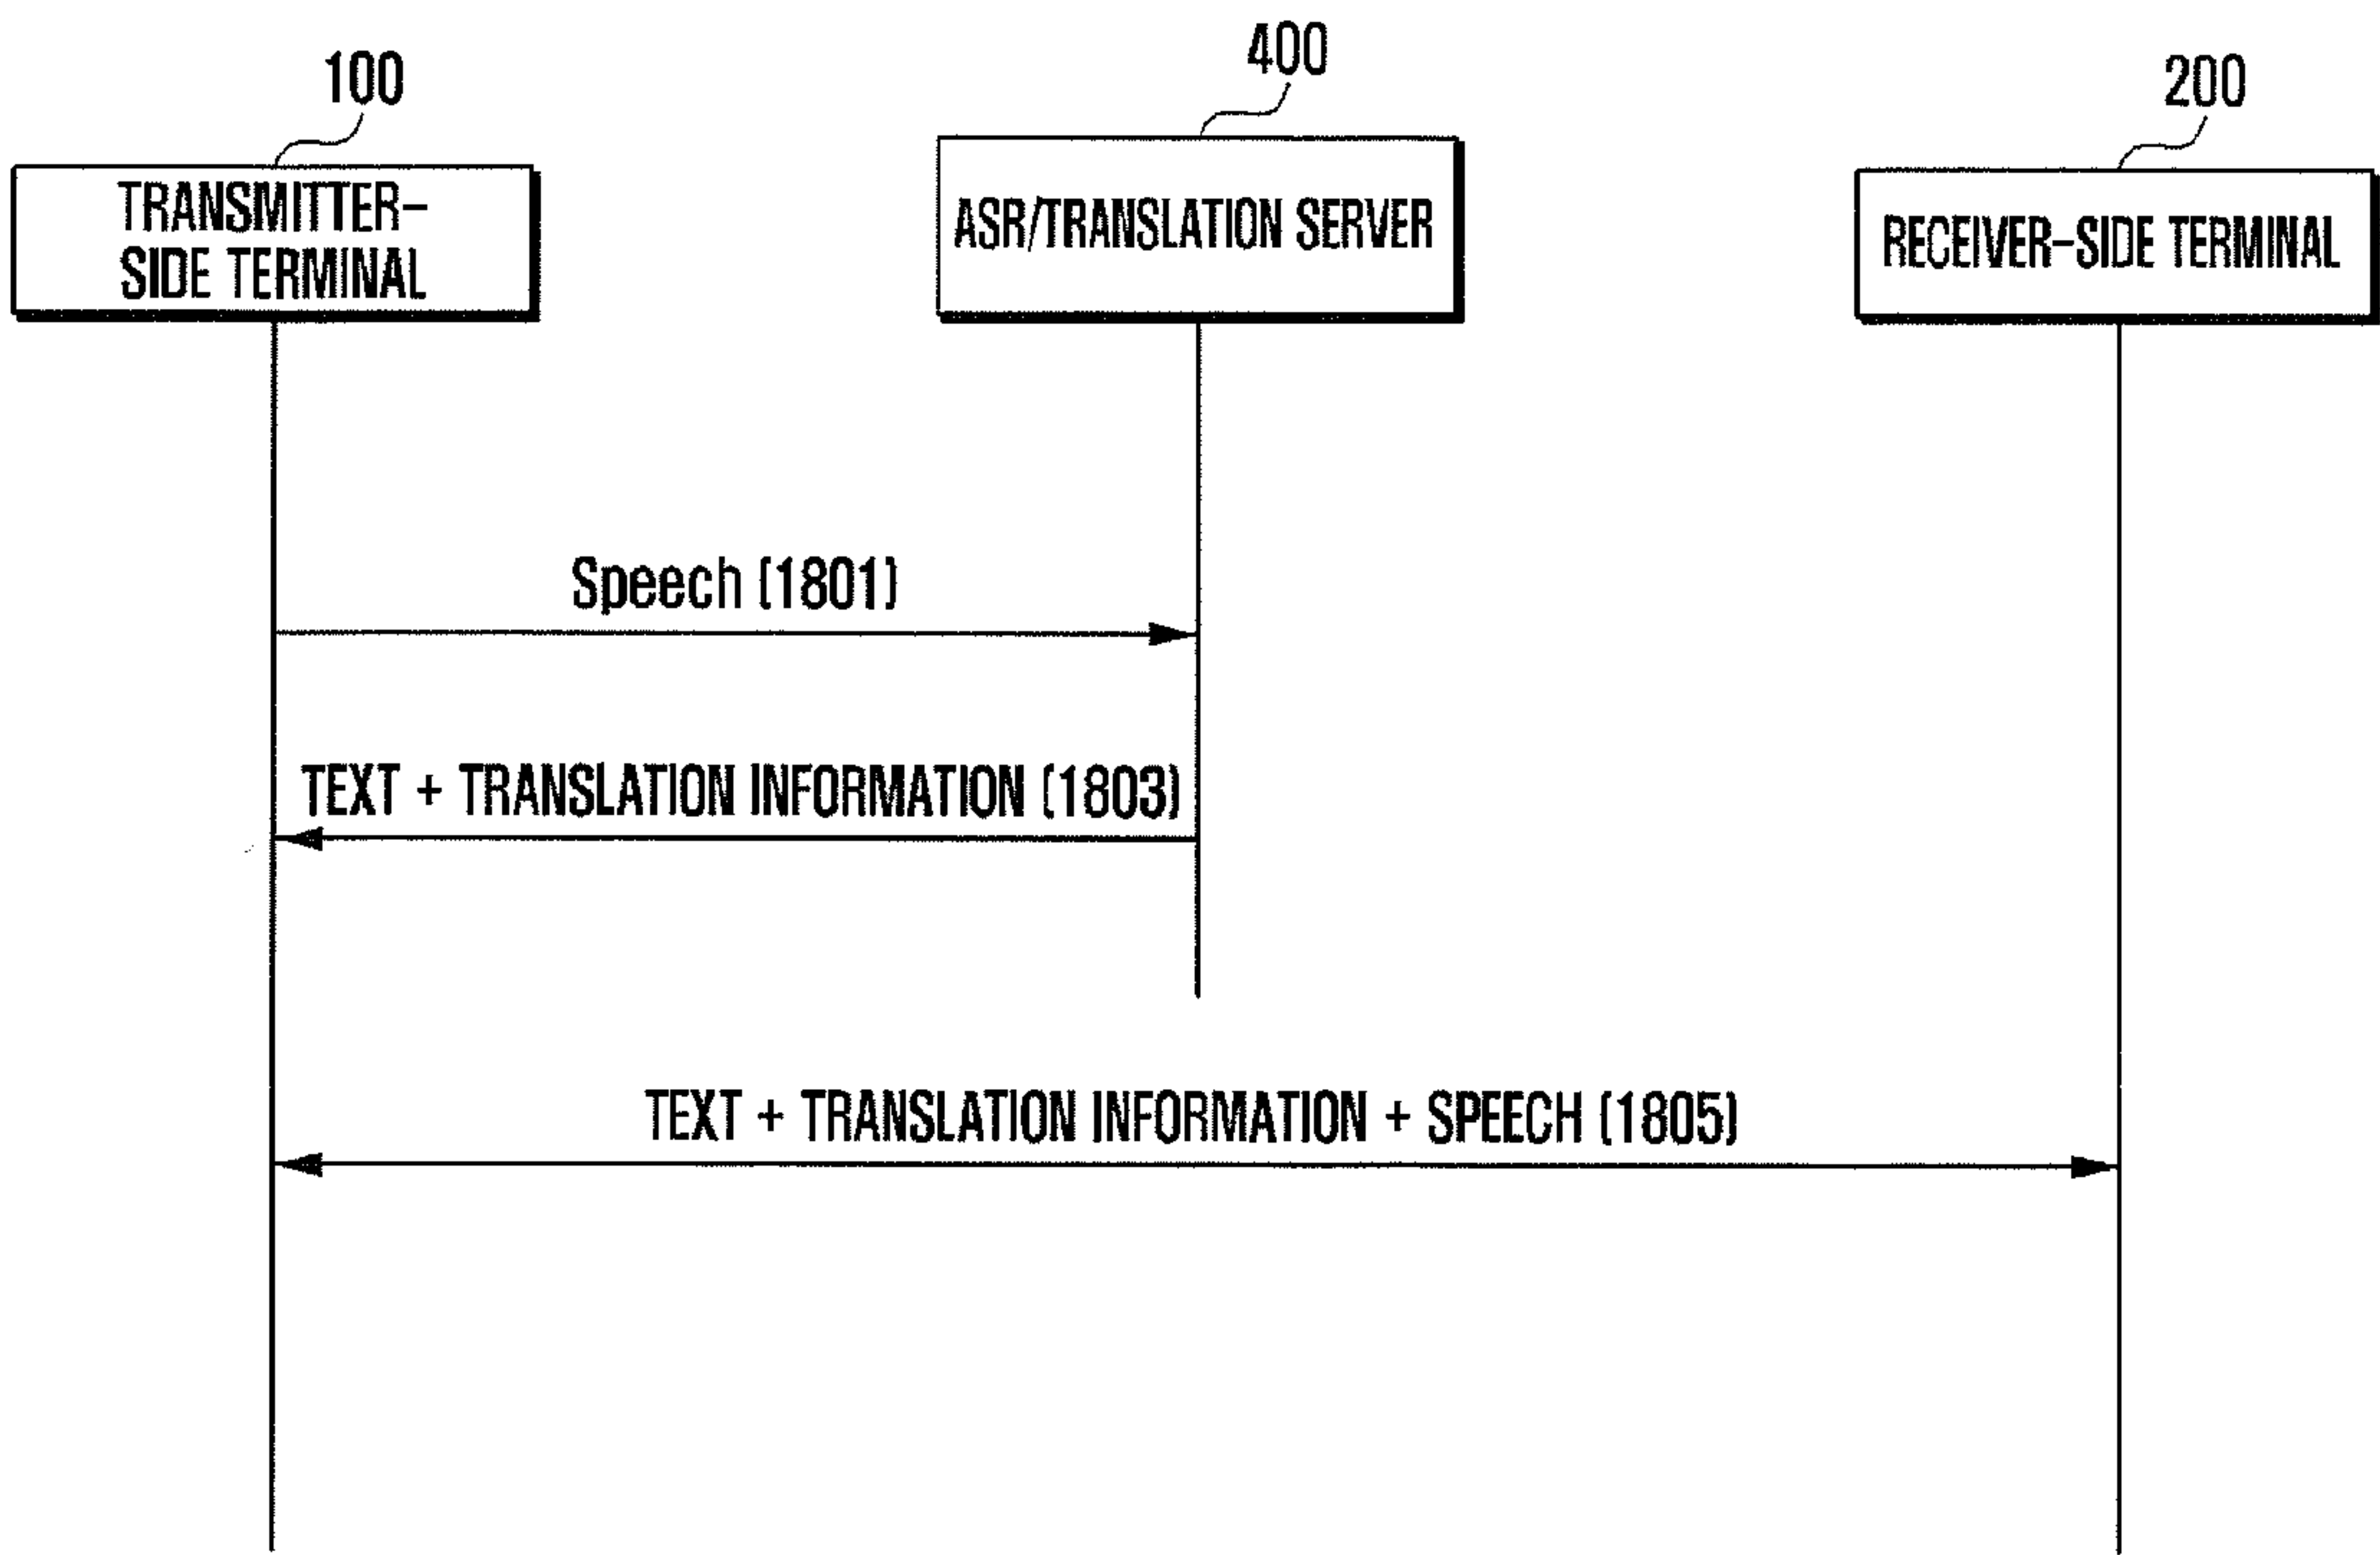 100
400
200
TRANSMITTER-
SIDE TERMINAL
ASR/TRANSLATION SERVER
RECEIVER-SIDE TERMINAL
Speech (1801)
TEXT + TRANSLATION INFORMATION (1803)
TEXT + TRANSLATION INFORMATION + SPEECH (1805)